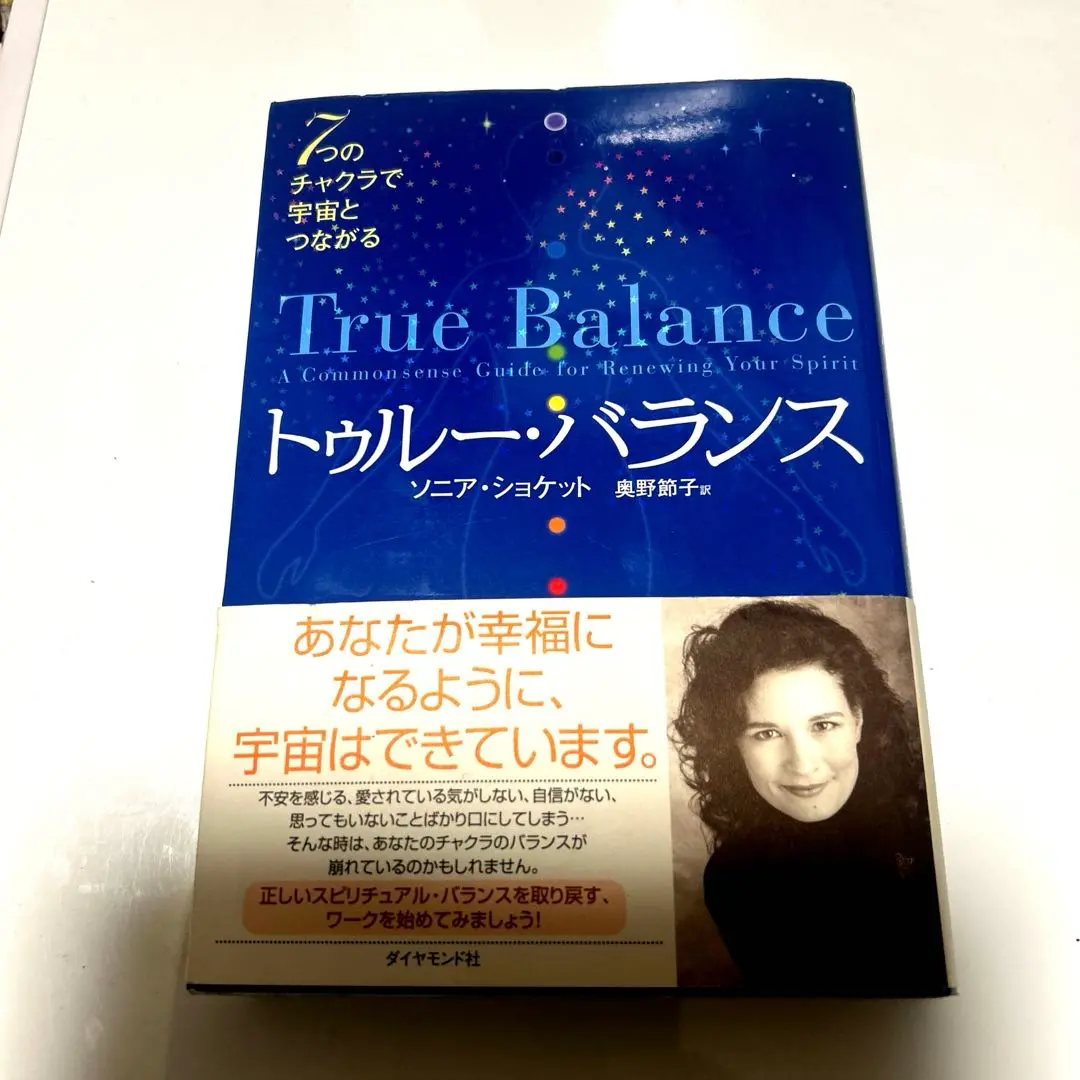 7つの
チャクラで
宇宙と
つながる
True Balance
A Commonsense Guide for Renewing Your Spirit
トゥルー・バランス
ソニア・ショケット 奥野節子訳
あなたが幸福に
なるように、
宇宙はできています。
不安を感じる、愛されている気がしない、自信がない、
思ってもいないことばかり口にしてしまう…
そんな時は、あなたのチャクラのバランスが
崩れているのかもしれません。
正しいスピリチュアル・バランスを取り戻す、
ワークを始めてみましょう!
ダイヤモンド社